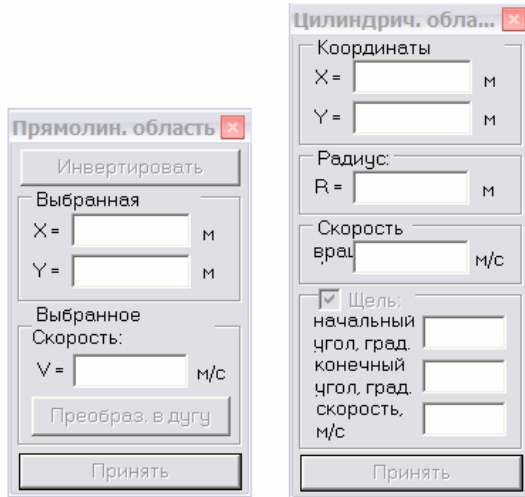 Прямолин. область
Инвертировать
Выбранная
X =
м
Y =
м
Выбранное
Скорость:
V =
м/с
Преобраз. в дугу
Принять
Цилиндрич. обла...
Координаты
X =
м
Y =
м
Радиус:
R =
м
Скорость
вращ
м/с
Щель:
начальный
угол, град.
конечный
угол, град.
скорость,
м/с
Принять